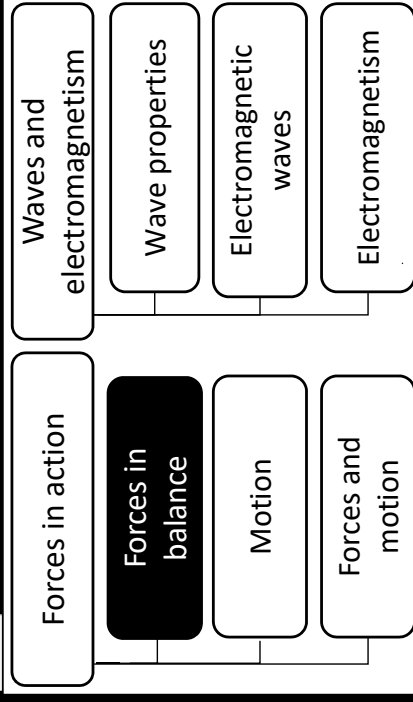 Forces in action
Forces in
balance
Motion
Forces and
motion
Waves and
electromagnetism
Wave properties
Electromagnetic
waves
Electromagnetism